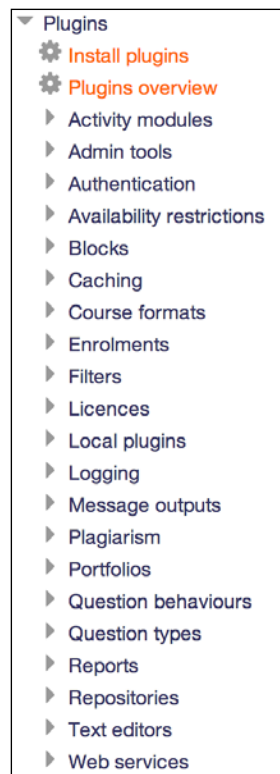 Plugins
Install plugins
Plugins overview
Activity modules
Admin tools
Authentication
Availability restrictions
Blocks
Caching
Course formats
Enrolments
Filters
Licences
Local plugins
Logging
Message outputs
Plagiarism
Portfolios
Question behaviours
Question types
Reports
Repositories
Text editors
Web services